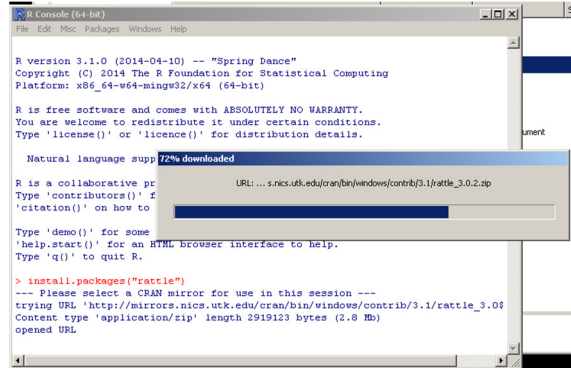 R Console (64-bit)
File Edit Misc Packages Windows Help
R version 3.1.0 (2014-04-10) -- "Spring Dance"
Copyright (C) 2014 The R Foundation for Statistical Computing
Platform: x86_64-w64-mingw32/x64 (64-bit)
R is free software and comes with ABSOLUTELY NO WARRANTY.
You are welcome to redistribute it under certain conditions.
Type 'license()' or 'licence()' for distribution details.
ument
Natural language supp
72% downloaded
URL: ... s.nics.utk.edu/cran/bin/windows/contrib/3.1/rattle_3.0.2.zip
R is a collaborative pr
Type 'contributors()' f
'citation()' on how to
Type 'demo()' for some
'help.start()' for an HTML browser interface to help.
Type 'q()' to quit R.
> install.packages("rattle")
--- Please select a CRAN mirror for use in this session ---
trying URL 'http://mirrors.nics.utk.edu/cran/bin/windows/contrib/3.1/rattle_3.0$
Content type 'application/zip' length 2919123 bytes (2.8 Mb)
opened URL